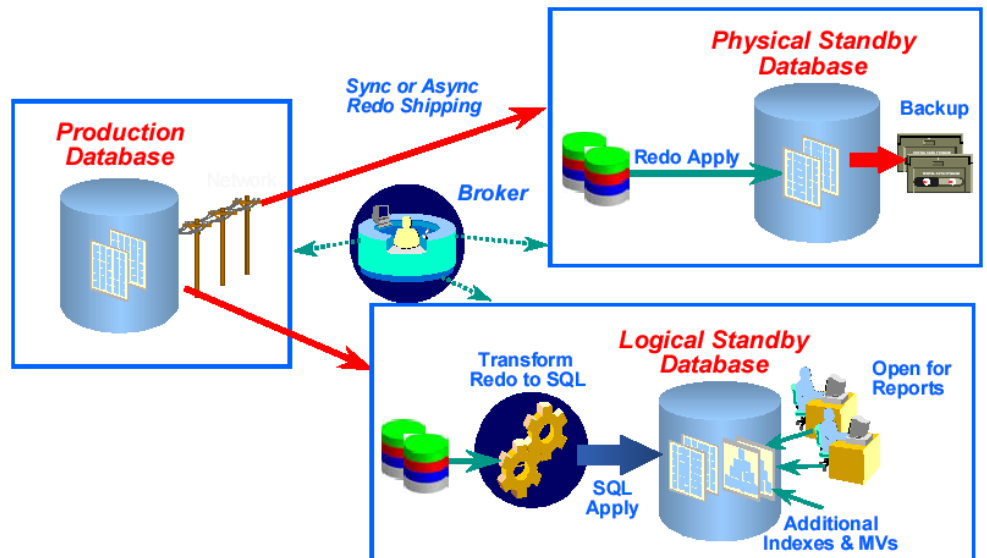 Physical Standby
Database
Sync or Async
Redo Shipping
Backup
Production
Database
Redo Apply
Network
Broker
Logical Standby
Database
Transform
Redo to SQL
Open for
Reports
SQL
Apply
Additional
Indexes & MVs